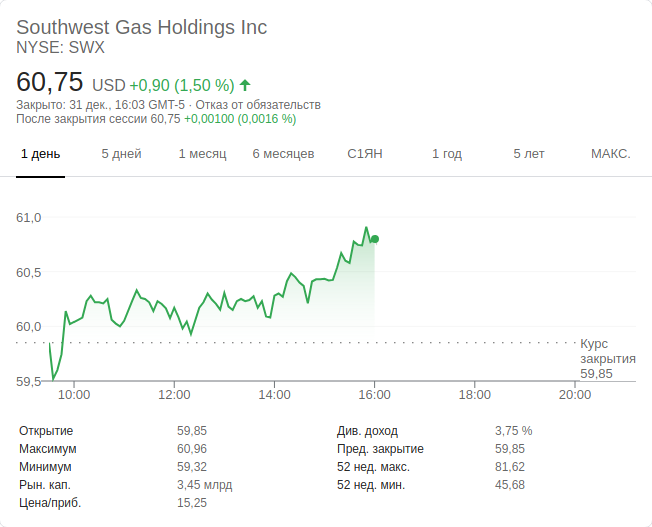 Southwest Gas Holdings Inc
NYSE: SWX
60,75 USD +0,90 (1,50 %)
Закрыто: 31 дек., 16:03 GMT-5 · Отказ от обязательств
После закрытия сессии 60,75 +0,00100 (0,0016 %)
1 день 5 дней 1 месяц 6 месяцев С1ЯН 1 год 5 лет МАКС.
61,0
60,5
60,0
59,5
Курс
закрытия
59,85
10:00 12:00 14:00 16:00 18:00 20:00
Открытие 59,85 Див. доход 3,75 %
Максимум 60,96 Пред. закрытие 59,85
Минимум 59,32 52 нед. макс. 81,62
Рын. кап. 3,45 млрд 52 нед. мин. 45,68
Цена/приб. 15,25